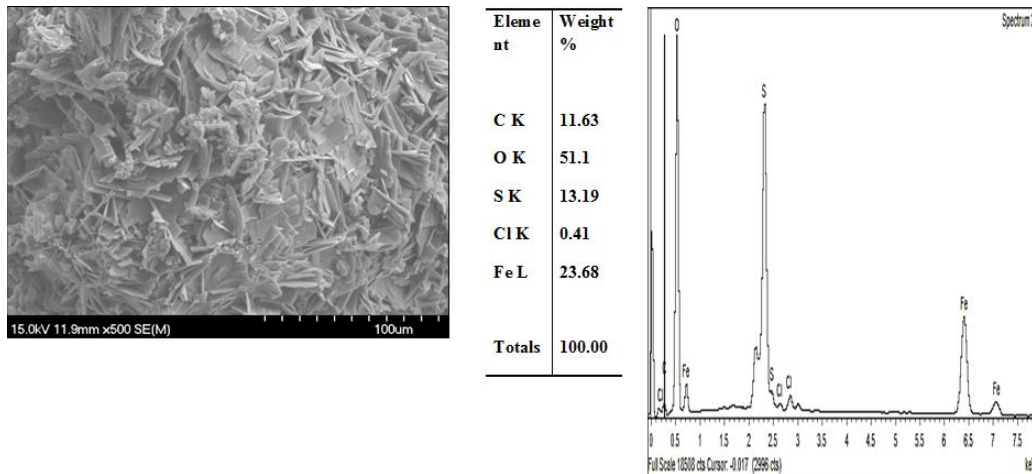 15.0kV 11.9mm x500 SE(M) 100um
Eleme
nt
Weight
%
C K 11.63
O K 51.1
S K 13.19
Cl K 0.41
Fe L 23.68
Totals 100.00
O
S
Fe
Cl
Fe
S
Cl
Cl
Fe
0 0.5 1 1.5 2 2.5 3 3.5 4 4.5 5 5.5 6 6.5 7 7.5
Full Scale 18508 cts Cursor: -0.017 (2996 cts)